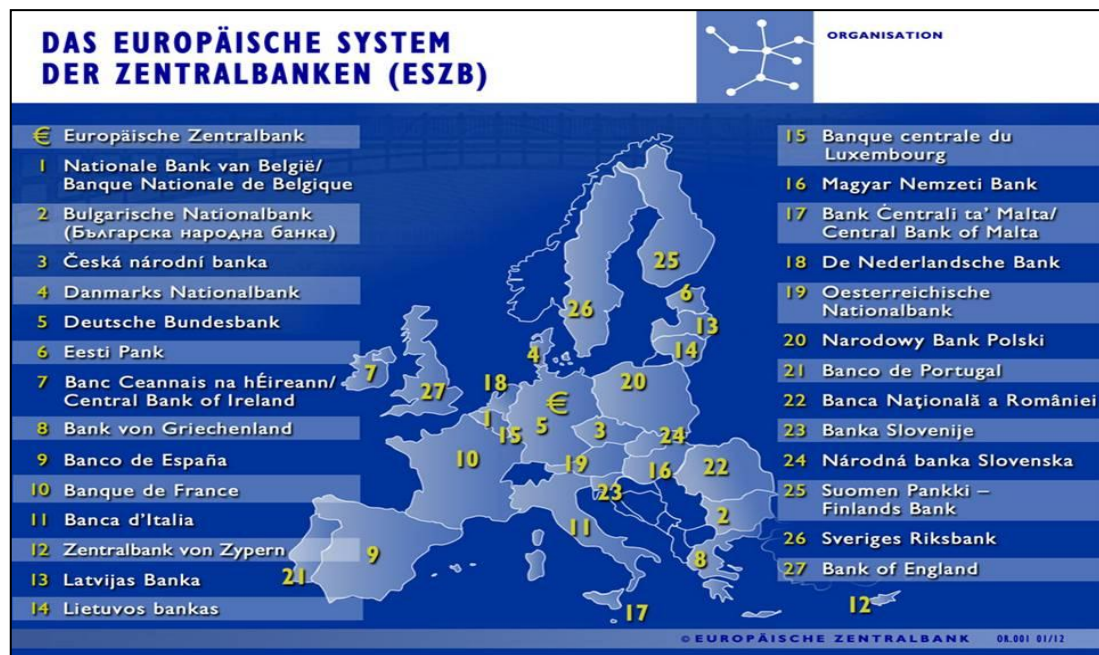 DAS EUROPÄISCHE SYSTEM
DER ZENTRALBANKEN (ESZB)
ORGANISATION
€ Europäische Zentralbank
1 Nationale Bank van België/
Banque Nationale de Belgique
2 Bulgarische Nationalbank
(Българска народна банка)
3 Česká národní banka
4 Danmarks Nationalbank
5 Deutsche Bundesbank
6 Eesti Pank
7 Banc Ceannais na hÉireann/
Central Bank of Ireland
8 Bank von Griechenland
9 Banco de España
10 Banque de France
11 Banca d'Italia
12 Zentralbank von Zypern
13 Latvijas Banka
14 Lietuvos bankas
15 Banque centrale du
Luxembourg
16 Magyar Nemzeti Bank
17 Bank Ċentrali ta' Malta/
Central Bank of Malta
18 De Nederlandsche Bank
19 Oesterreichische
Nationalbank
20 Narodowy Bank Polski
21 Banco de Portugal
22 Banca Naţională a României
23 Banka Slovenije
24 Národná banka Slovenska
25 Suomen Pankki –
Finlands Bank
26 Sveriges Riksbank
27 Bank of England
25
6
26
13
14
4
7
27
18
20
€
1
5
15
3
24
10
19
16
22
23
2
11
9
8
21
17
12
© EUROPÄISCHE ZENTRALBANK OR.001 01/12